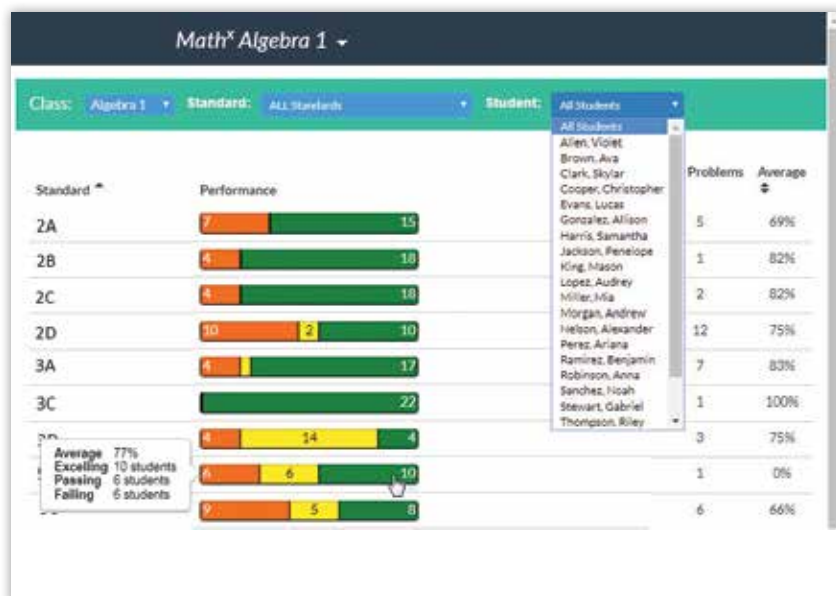 Mathˣ Algebra 1
Class: Algebra 1 Standard: ALL Standards Student: All Students
All Students
Allen, Violet
Brown, Ava
Clark, Skylar
Cooper, Christopher
Evans, Lucas
Gonzalez, Allison
Harris, Samantha
Jackson, Penelope
King, Mason
Lopez, Audrey
Miller, Mia
Morgan, Andrew
Nelson, Alexander
Perez, Ariana
Ramirez, Benjamin
Robinson, Anna
Sanchez, Noah
Stewart, Gabriel
Thompson, Riley
Standard Performance Problems Average
2A 7 15 5 69%
2B 4 18 1 82%
2C 4 18 2 82%
2D 10 2 10 12 75%
3A 4 17 7 83%
3C 22 1 100%
4 14 4 3 75%
Average 77%
Excelling 10 students
Passing 6 students
Failing 6 students
6 6 10 1 0%
9 5 8 6 66%